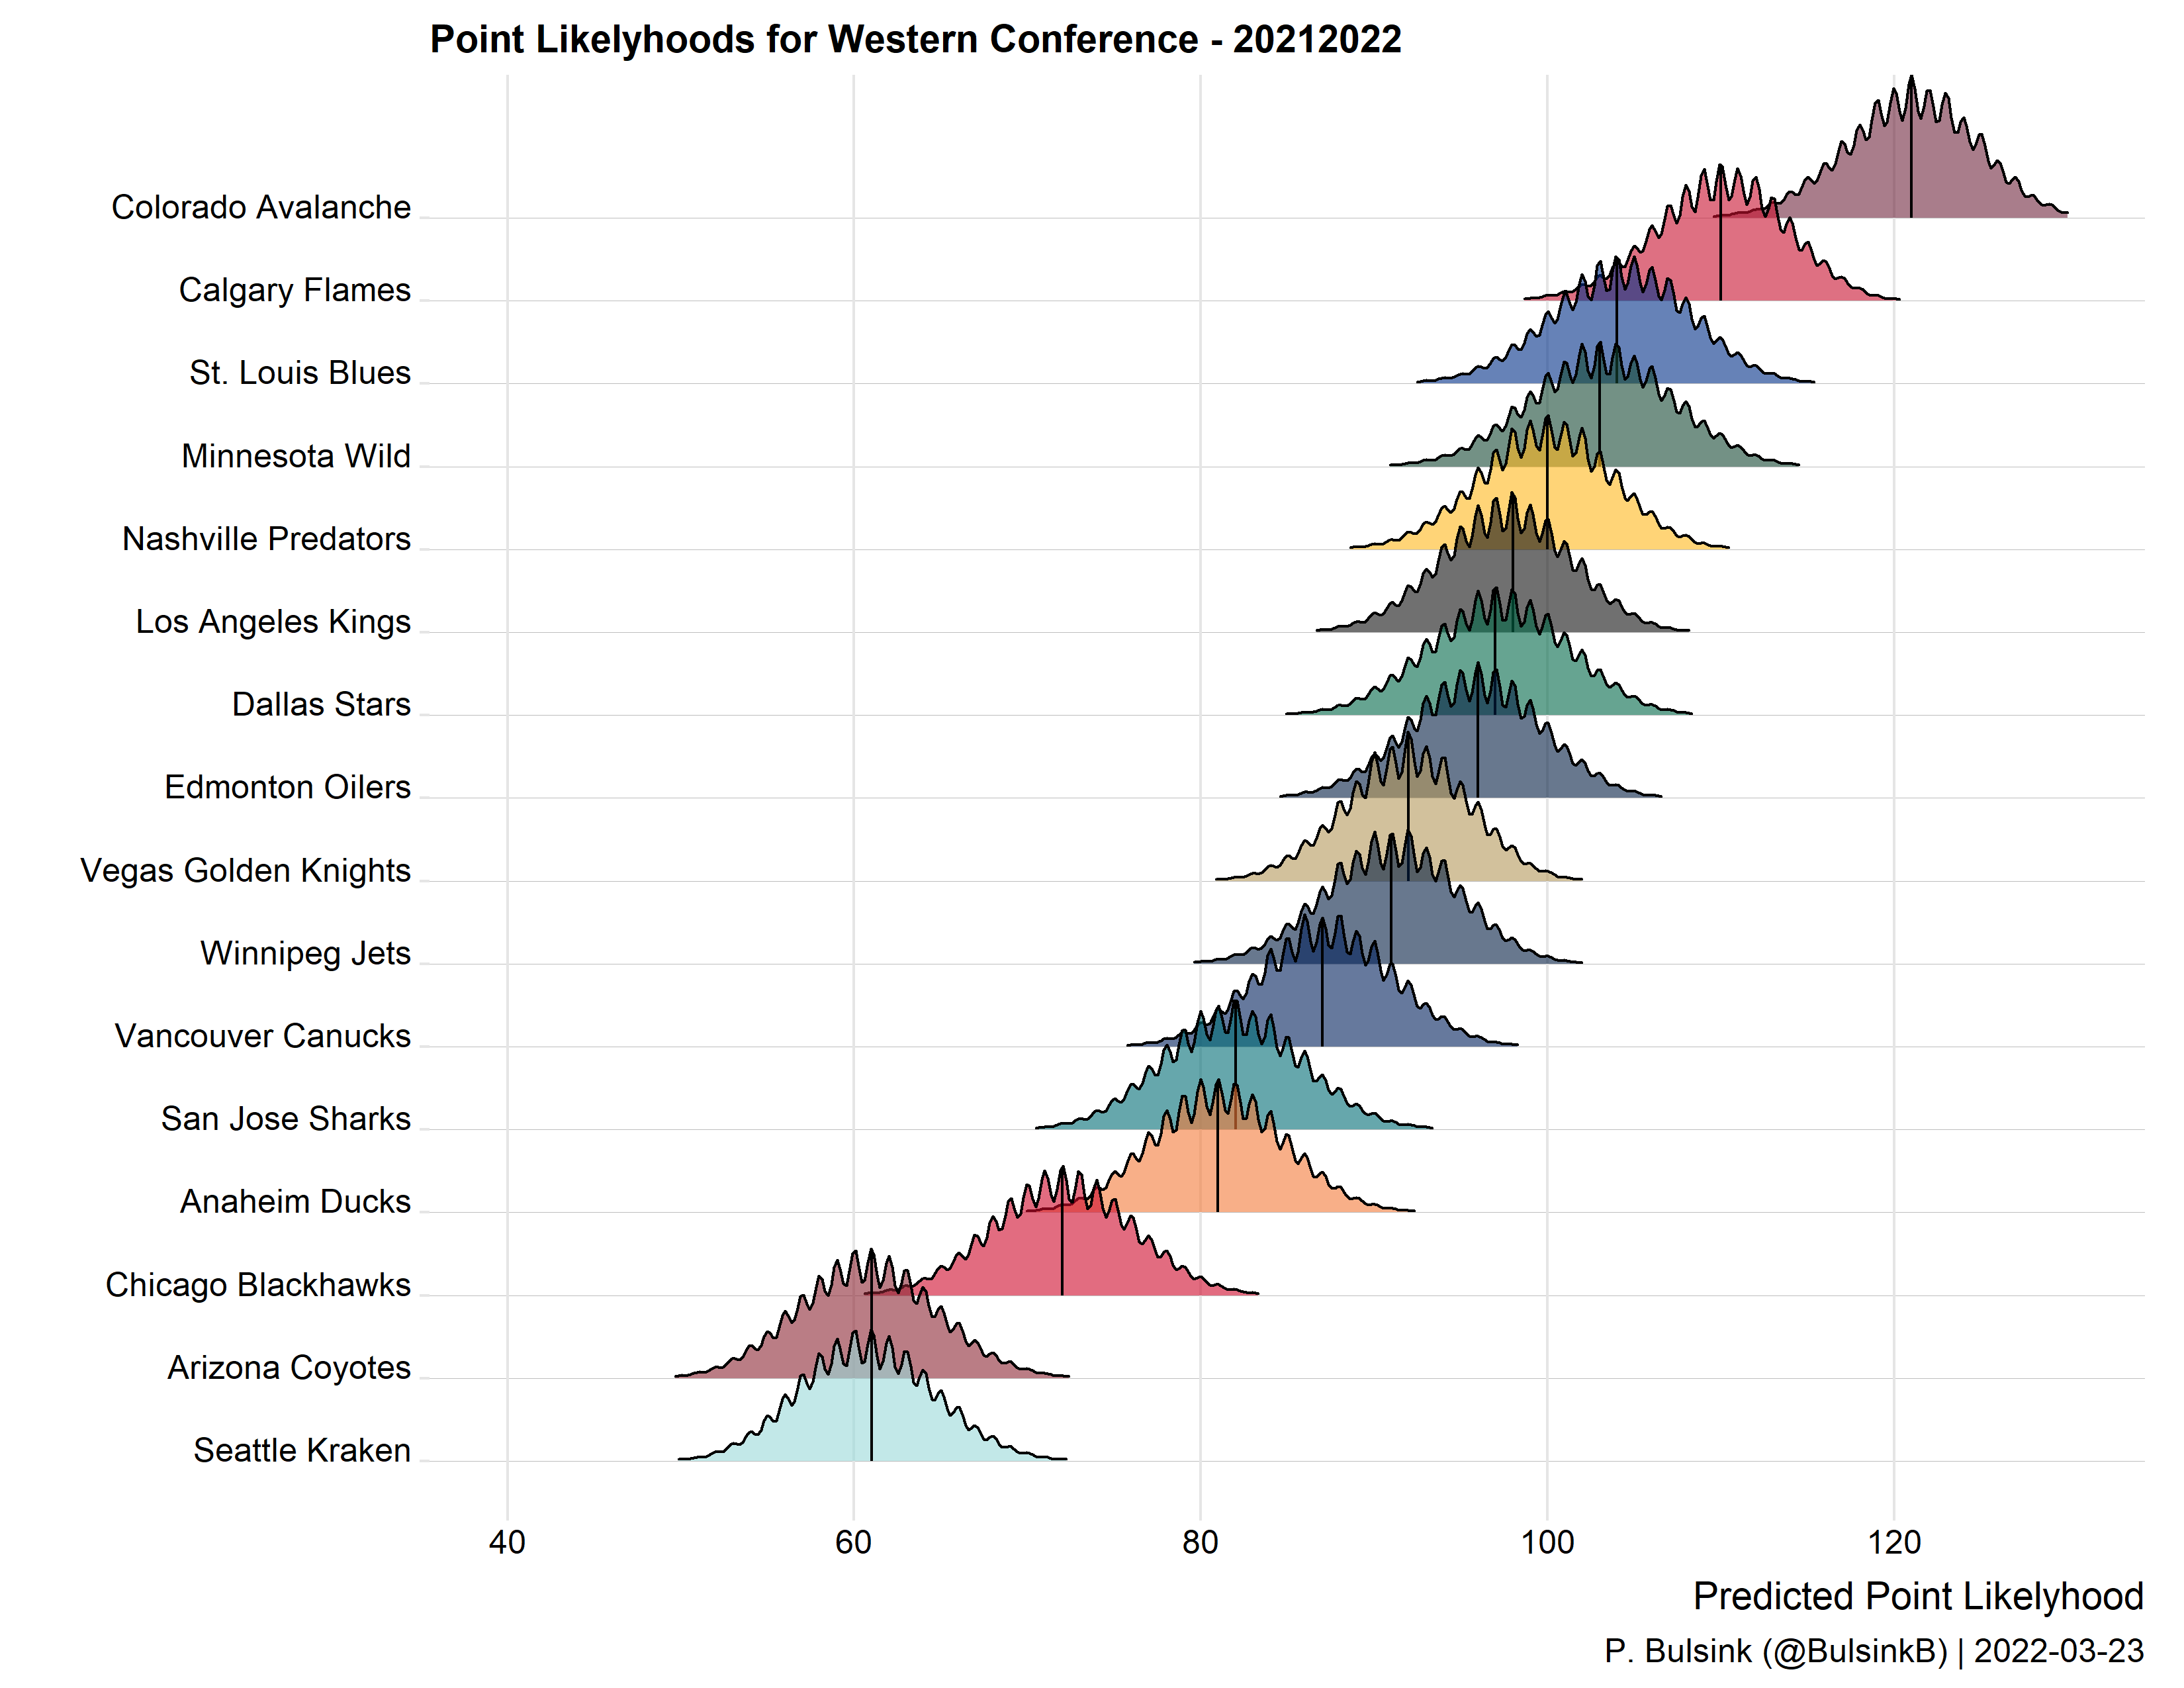 Point Likelyhoods for Western Conference - 20212022
Colorado Avalanche
Calgary Flames
St. Louis Blues
Minnesota Wild
Nashville Predators
Los Angeles Kings
Dallas Stars
Edmonton Oilers
Vegas Golden Knights
Winnipeg Jets
Vancouver Canucks
San Jose Sharks
Anaheim Ducks
Chicago Blackhawks
Arizona Coyotes
Seattle Kraken
40 60 80 100 120
Predicted Point Likelyhood
P. Bulsink (@BulsinkB) | 2022-03-23